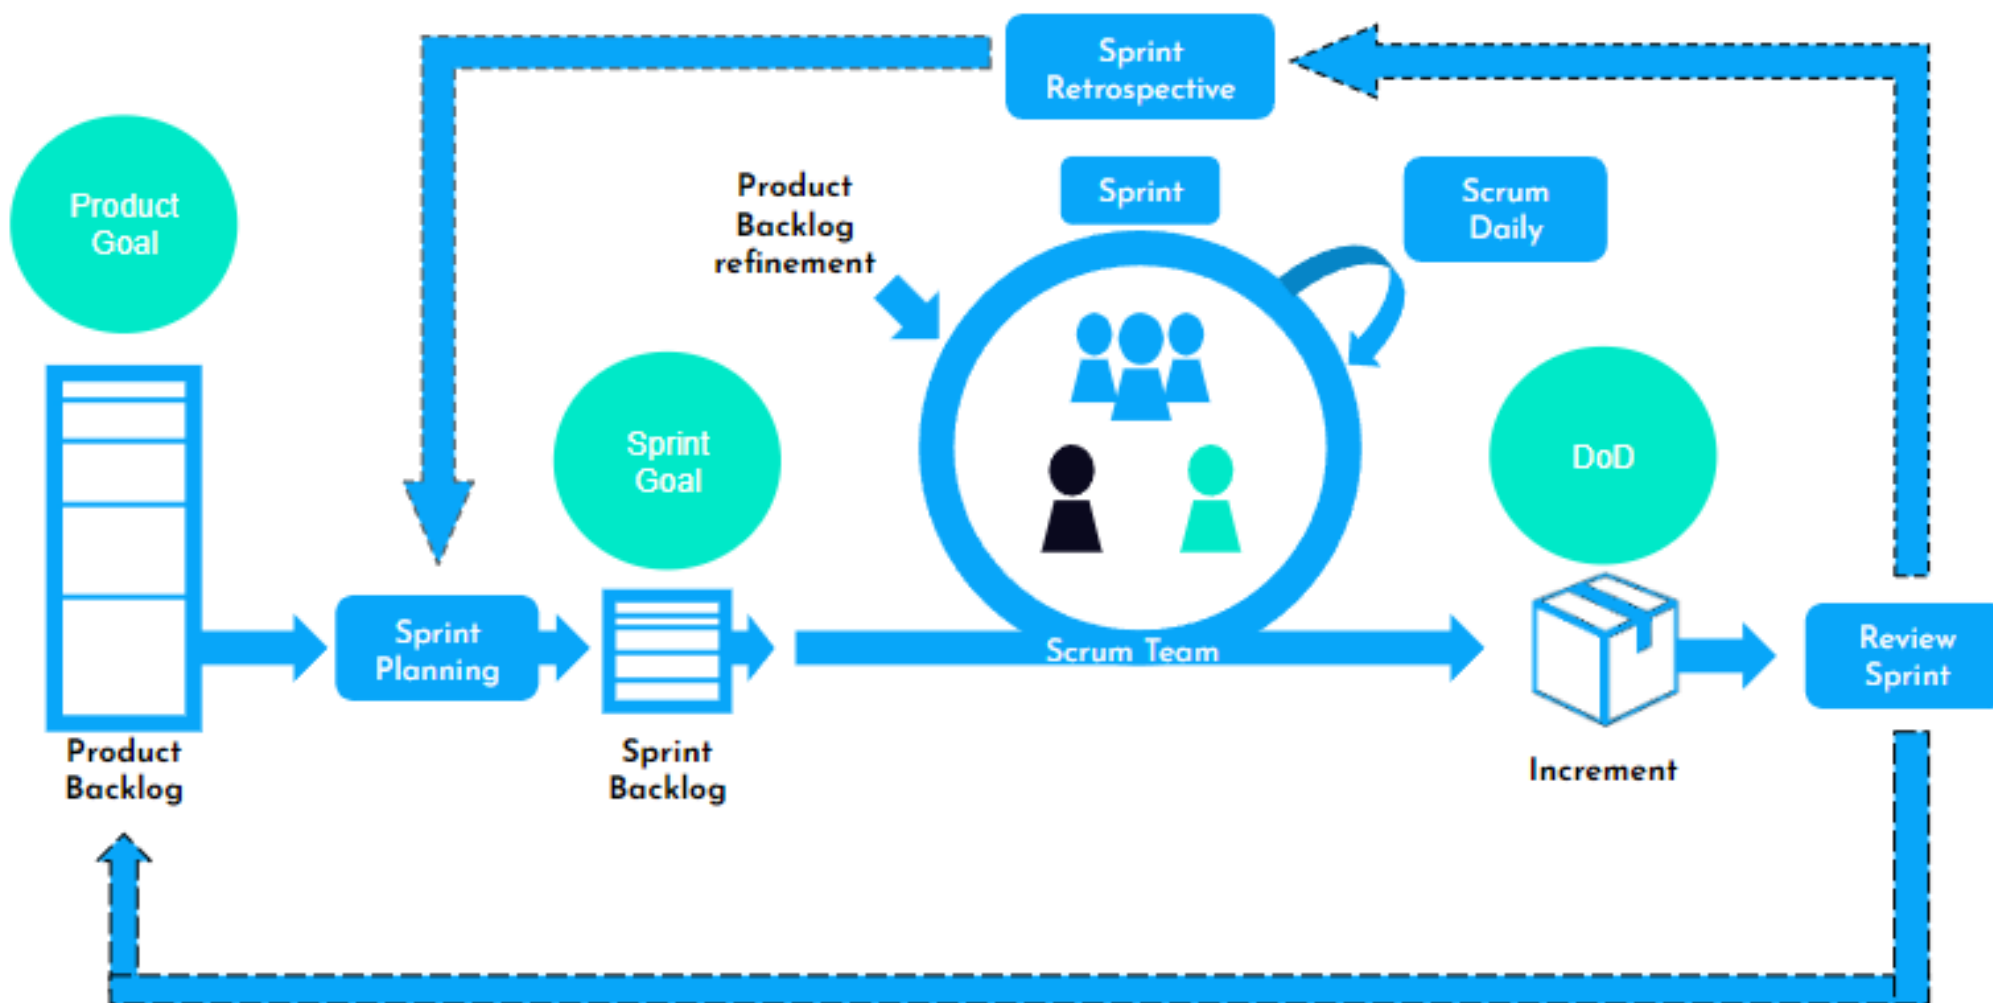 Sprint
Retrospective
Product
Goal
Product
Backlog
refinement
Sprint
Scrum
Daily
Sprint
Goal
DoD
Sprint
Planning
Scrum Team
Review
Sprint
Product
Backlog
Sprint
Backlog
Increment